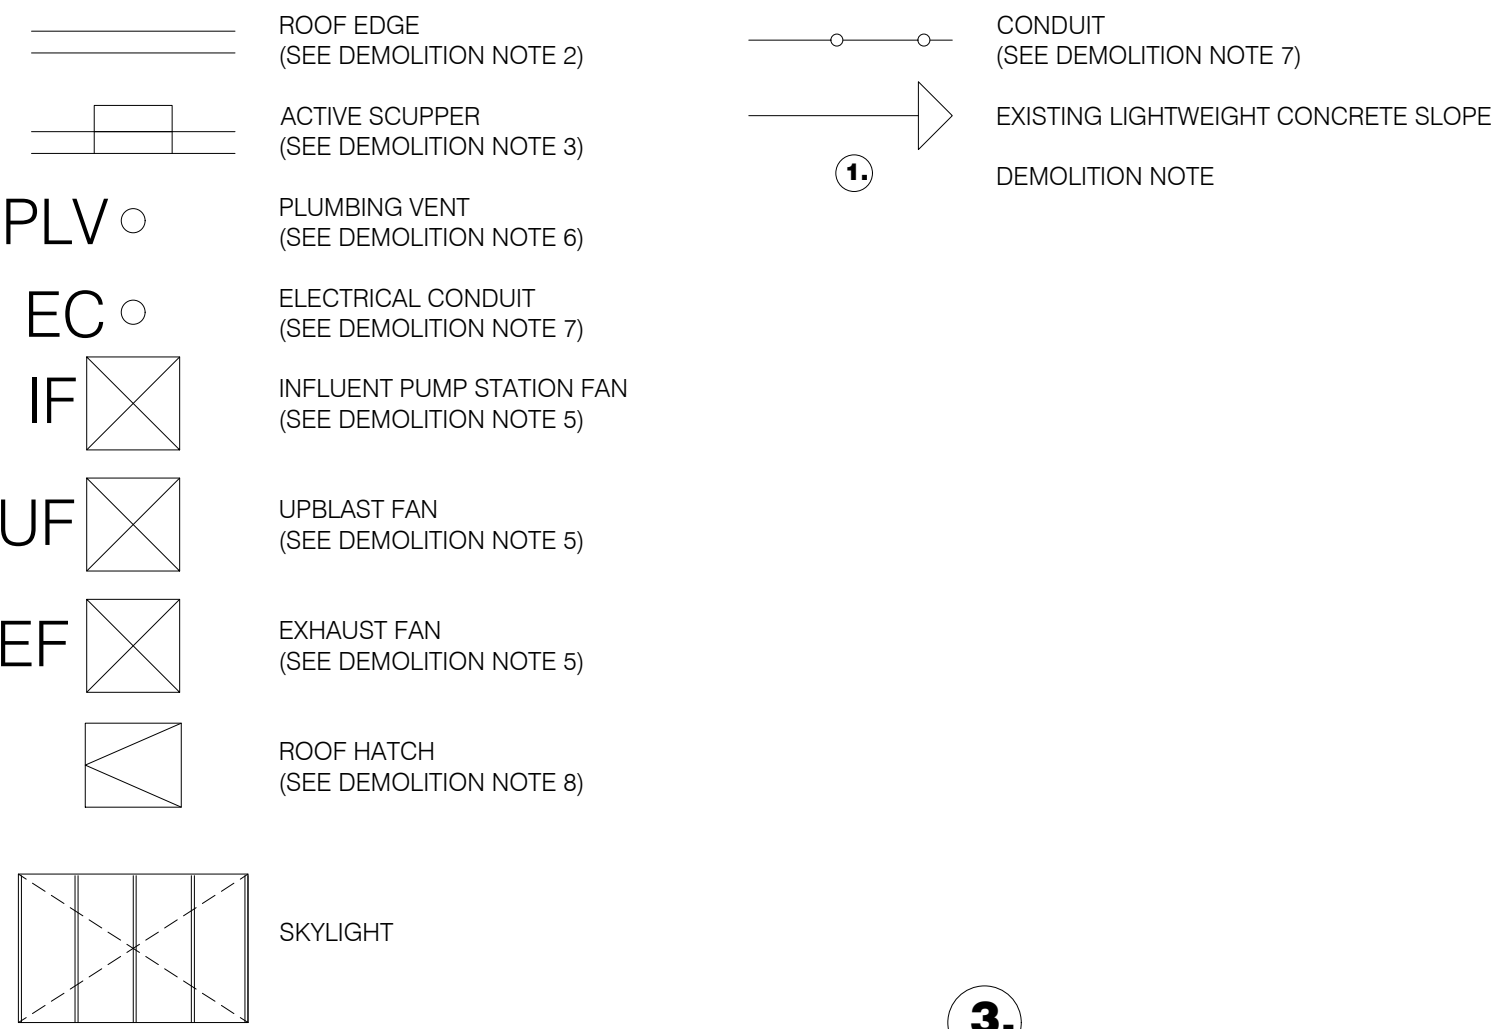 ROOF EDGE
(SEE DEMOLITION NOTE 2)
ACTIVE SCUPPER
(SEE DEMOLITION NOTE 3)
PLV
PLUMBING VENT
(SEE DEMOLITION NOTE 6)
EC
ELECTRICAL CONDUIT
(SEE DEMOLITION NOTE 7)
IF
INFLUENT PUMP STATION FAN
(SEE DEMOLITION NOTE 5)
UF
UPBLAST FAN
(SEE DEMOLITION NOTE 5)
EF
EXHAUST FAN
(SEE DEMOLITION NOTE 5)
ROOF HATCH
(SEE DEMOLITION NOTE 8)
SKYLIGHT
CONDUIT
(SEE DEMOLITION NOTE 7)
EXISTING LIGHTWEIGHT CONCRETE SLOPE
1.
DEMOLITION NOTE
3.